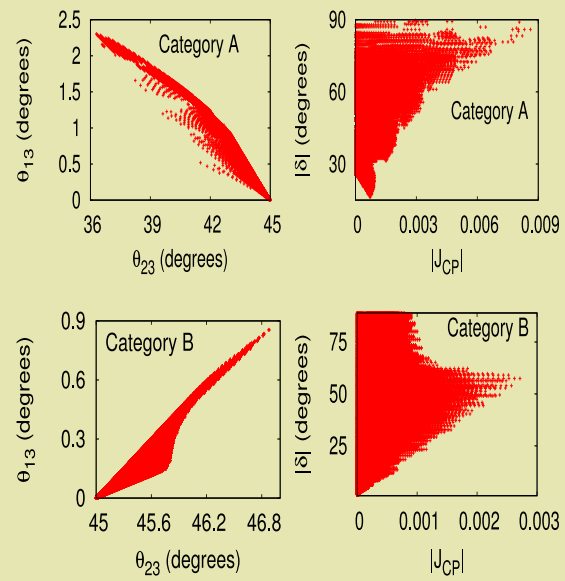 Category A
θ13 (degrees)
2.5
2
1.5
1
0.5
0
36
39
42
45
θ23 (degrees)
Category A
|δ| (degrees)
90
70
50
30
0
0.003
0.006
0.009
|JCP|
Category B
θ13 (degrees)
0.9
0.6
0.3
0
45
45.6
46.2
46.8
θ23 (degrees)
Category B
|δ| (degrees)
75
50
25
0
0.001
0.002
0.003
|JCP|